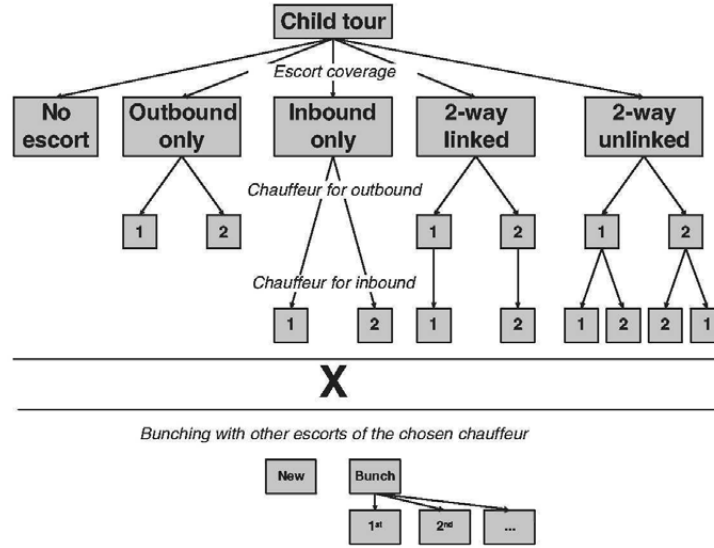 Child tour
Escort coverage
No escort
Outbound only
Inbound only
2-way linked
2-way unlinked
Chauffeur for outbound
1 2 1 2 1 2
Chauffeur for inbound
1 2 1 2 1 2 2 1
X
Bunching with other escorts of the chosen chauffeur
New Bunch
1st 2nd ...